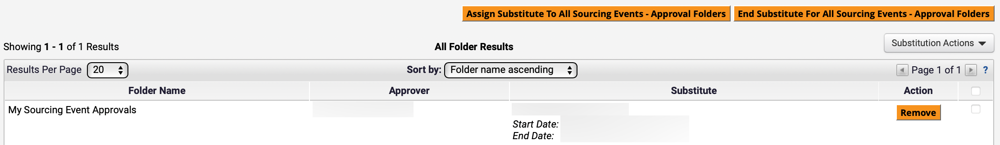 Assign Substitute To All Sourcing Events - Approval Folders End Substitute For All Sourcing Events - Approval Folders
Showing 1 - 1 of 1 Results All Folder Results Substitution Actions
Results Per Page 20 Sort by: Folder name ascending Page 1 of 1 ?
Folder Name Approver Substitute Action
My Sourcing Event Approvals Remove
Start Date:
End Date: